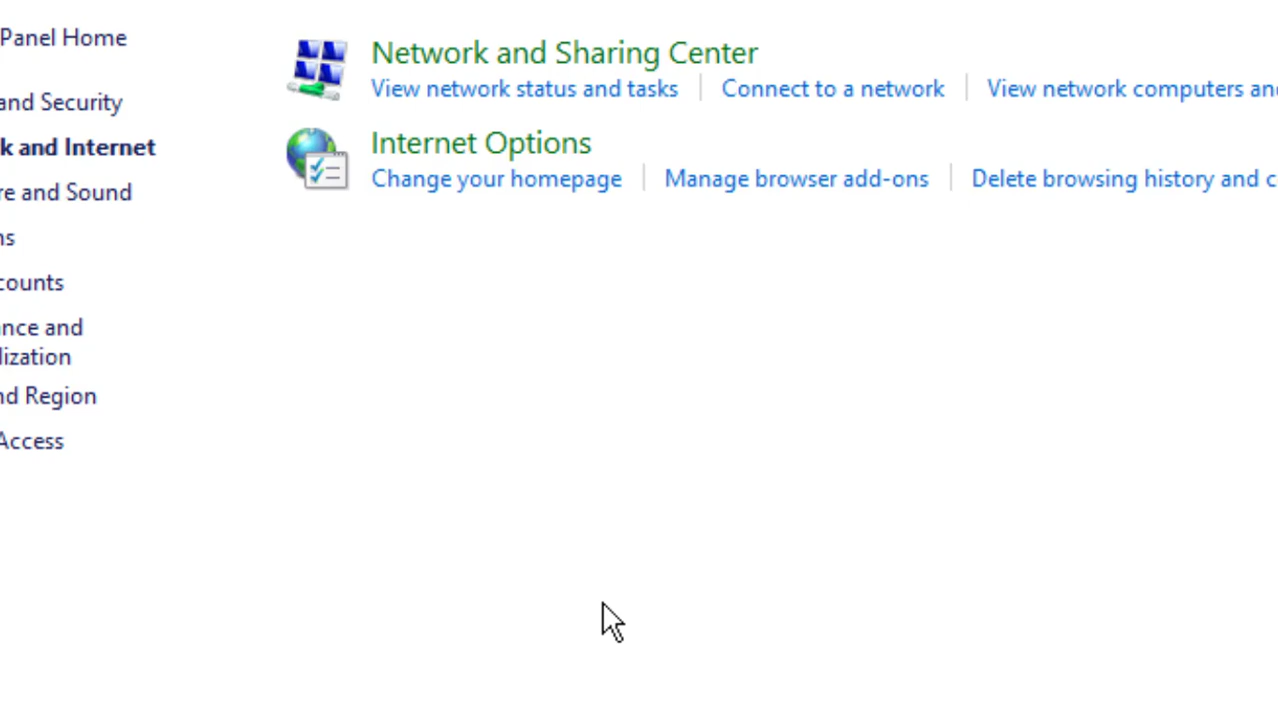 Panel Home
and Security
k and Internet
re and Sound
ns
counts
ance and
lization
nd Region
Access
Network and Sharing Center
View network status and tasks Connect to a network View network computers an
Internet Options
Change your homepage Manage browser add-ons Delete browsing history and c